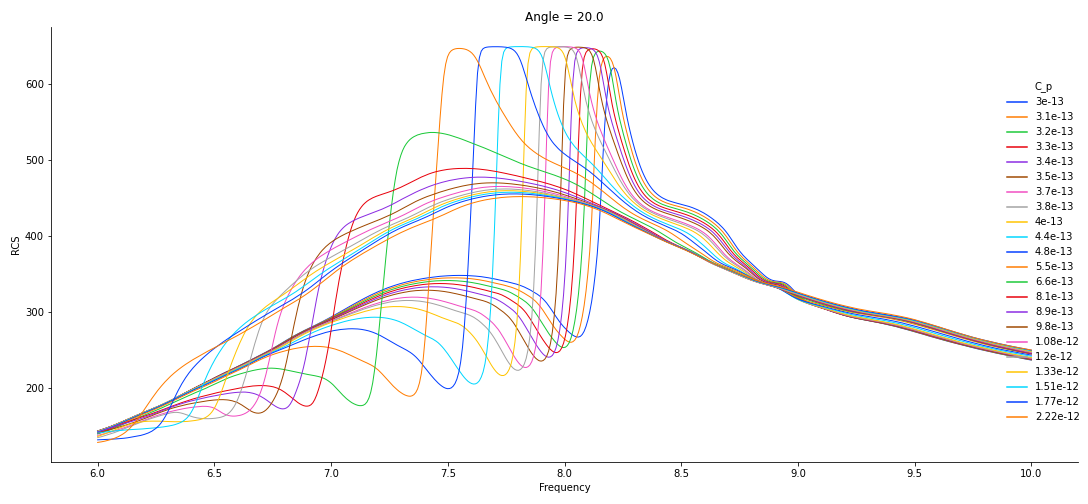 Angle = 20.0
RCS
600
500
400
300
200
6.0 6.5 7.0 7.5 8.0 8.5 9.0 9.5 10.0
Frequency
C_p
3e-13
3.1e-13
3.2e-13
3.3e-13
3.4e-13
3.5e-13
3.7e-13
3.8e-13
4e-13
4.4e-13
4.8e-13
5.5e-13
6.6e-13
8.1e-13
8.9e-13
9.8e-13
1.08e-12
1.2e-12
1.33e-12
1.51e-12
1.77e-12
2.22e-12